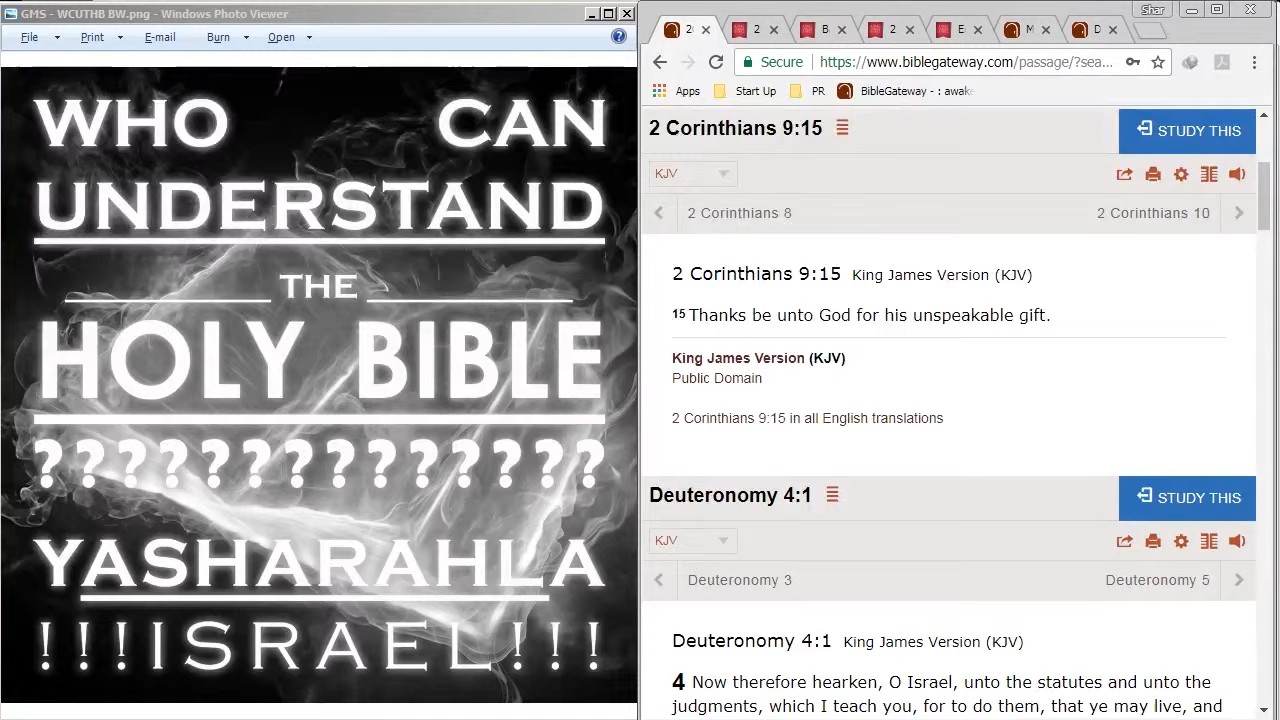 GMS - WCUTHB BW.png - Windows Photo Viewer
File Print E-mail Burn Open
WHO CAN
UNDERSTAND
THE
HOLY BIBLE
??????????????
YASHARAHLA
!!!ISRAEL!!!
Shar
2 2 B 2 E M D
Secure https://www.biblegateway.com/passage/?sea...
Apps Start Up PR BibleGateway - : awak
2 Corinthians 9:15
STUDY THIS
KJV
2 Corinthians 8 2 Corinthians 10
2 Corinthians 9:15 King James Version (KJV)
15 Thanks be unto God for his unspeakable gift.
King James Version (KJV)
Public Domain
2 Corinthians 9:15 in all English translations
Deuteronomy 4:1
STUDY THIS
KJV
Deuteronomy 3 Deuteronomy 5
Deuteronomy 4:1 King James Version (KJV)
4 Now therefore hearken, O Israel, unto the statutes and unto the
judgments, which I teach you, for to do them, that ye may live, and